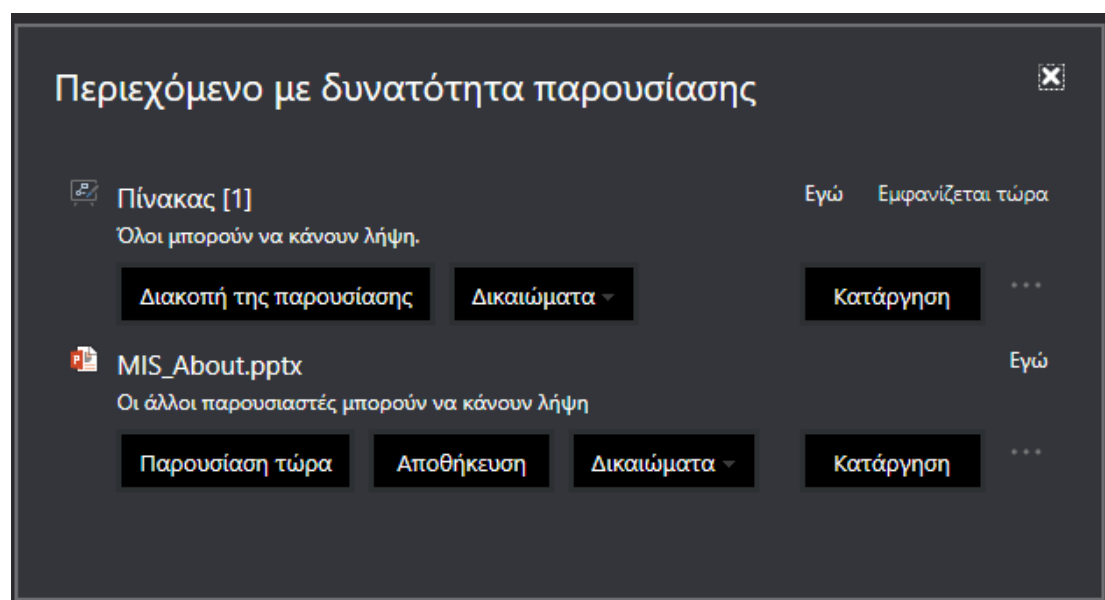 Περιεχόμενο με δυνατότητα παρουσίασης
Πίνακας [1] Εγώ Εμφανίζεται τώρα
Όλοι μπορούν να κάνουν λήψη.
Διακοπή της παρουσίασης Δικαιώματα Κατάργηση ...
MIS_About.pptx Εγώ
Οι άλλοι παρουσιαστές μπορούν να κάνουν λήψη
Παρουσίαση τώρα Αποθήκευση Δικαιώματα Κατάργηση ...